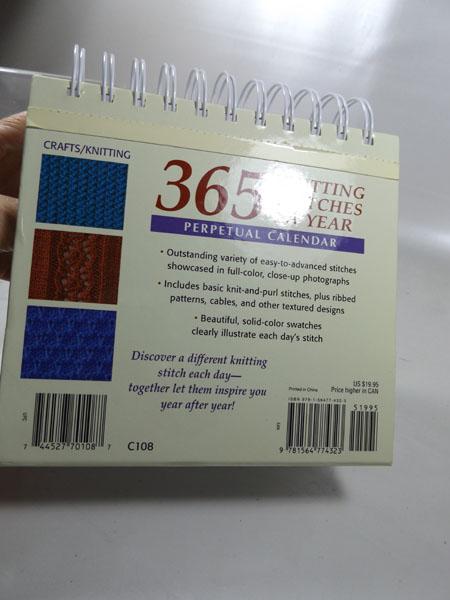 CRAFTS/KNITTING
365
YEAR
PERPETUAL CALENDAR
• Outstanding variety of easy-to-advanced stitches
showcased in full-color, close-up photographs
• Includes basic knit-and-purl stitches, plus ribbed
patterns, cables, and other textured designs
• Beautiful, solid-color swatches
clearly illustrate each day's stitch
Discover a different knitting
stitch each day—
together let them inspire you
year after year!
Printed in China
US $19.95
Price higher in CAN
51995
7 44527 70108 7
C108
9 781564 774323